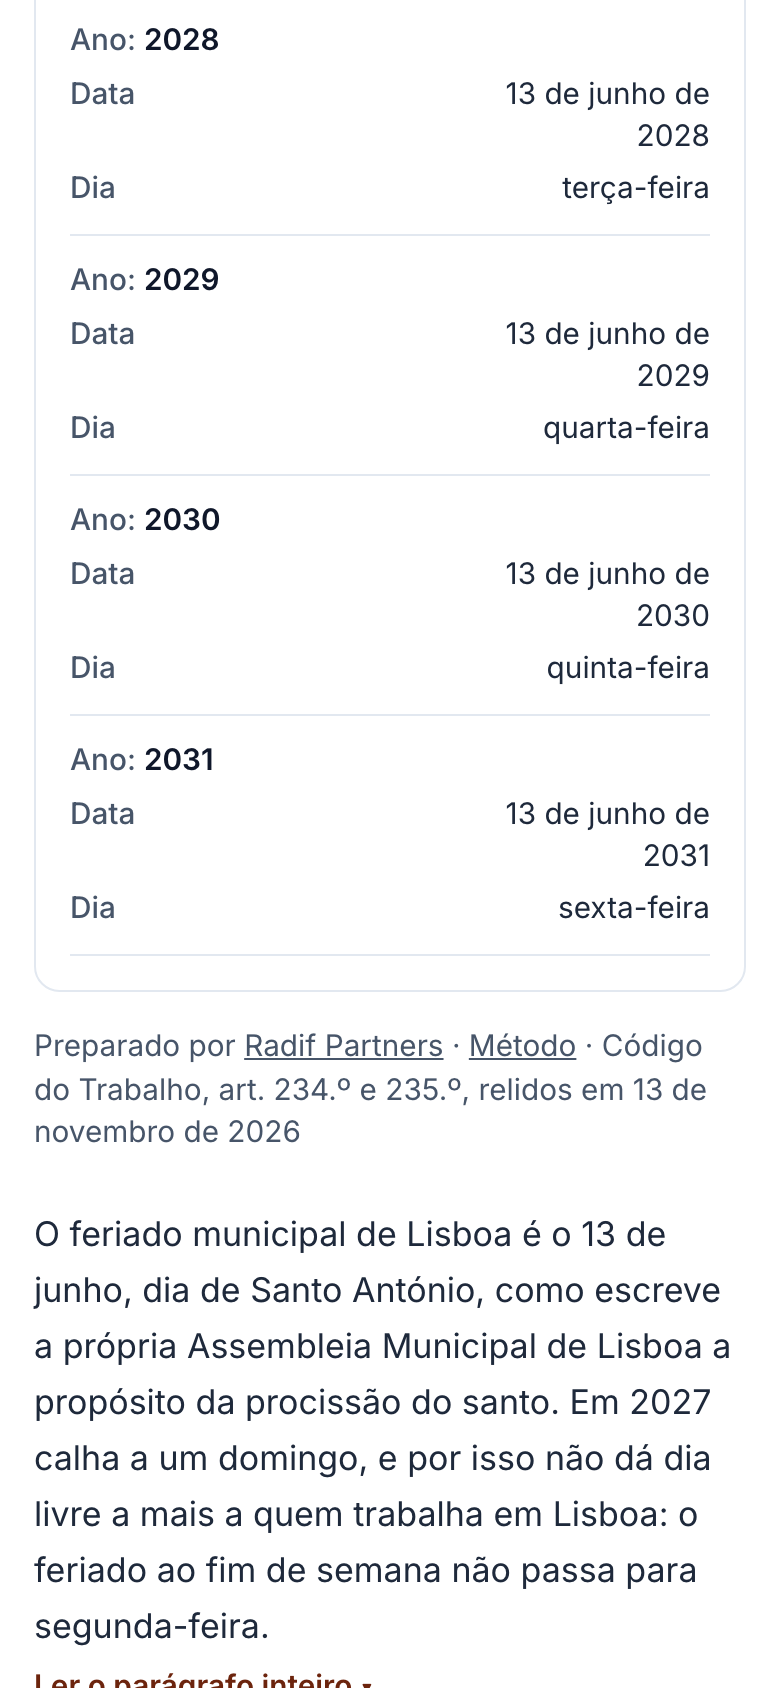 Ano: 2028
Data 13 de junho de
2028
Dia terça-feira
Ano: 2029
Data 13 de junho de
2029
Dia quarta-feira
Ano: 2030
Data 13 de junho de
2030
Dia quinta-feira
Ano: 2031
Data 13 de junho de
2031
Dia sexta-feira
Preparado por Radif Partners · Método · Código
do Trabalho, art. 234.º e 235.º, relidos em 13 de
novembro de 2026
O feriado municipal de Lisboa é o 13 de
junho, dia de Santo António, como escreve
a própria Assembleia Municipal de Lisboa a
propósito da procissão do santo. Em 2027
calha a um domingo, e por isso não dá dia
livre a mais a quem trabalha em Lisboa: o
feriado ao fim de semana não passa para
segunda-feira.
Ler o parágrafo inteiro